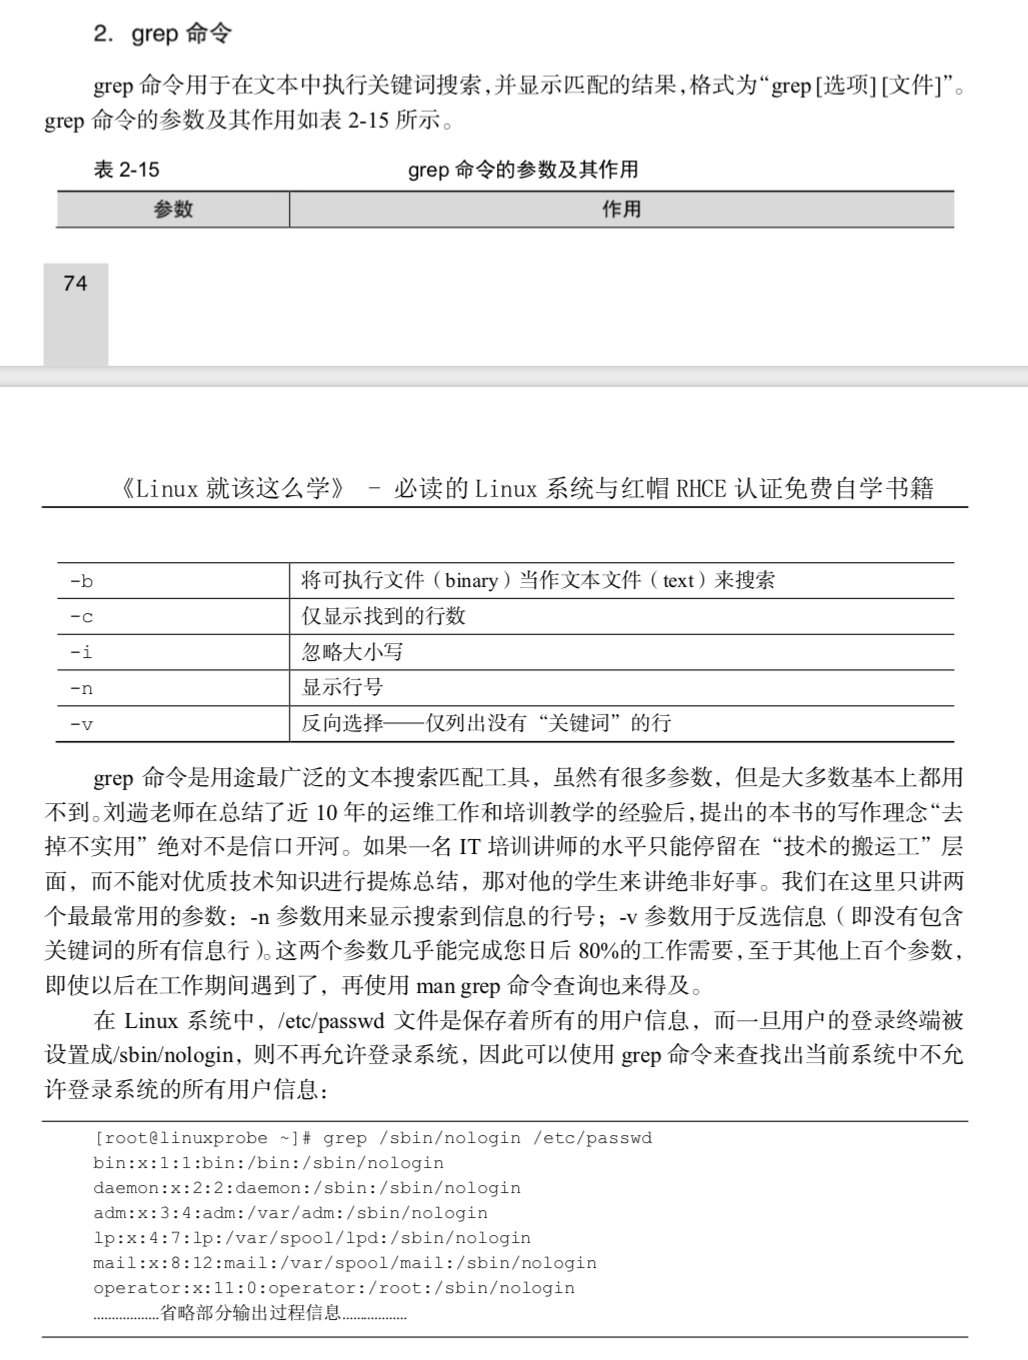 2. grep 命令
grep 命令用于在文本中执行关键词搜索,并显示匹配的结果,格式为“grep [选项] [文件]”。
grep 命令的参数及其作用如表 2-15 所示。
表 2-15 grep 命令的参数及其作用
参数 作用
74
《Linux 就该这么学》 - 必读的 Linux 系统与红帽 RHCE 认证免费自学书籍
-b 将可执行文件（binary）当作文本文件（text）来搜索
-c 仅显示找到的行数
-i 忽略大小写
-n 显示行号
-v 反向选择——仅列出没有“关键词”的行
grep 命令是用途最广泛的文本搜索匹配工具，虽然有很多参数，但是大多数基本上都用
不到。刘遄老师在总结了近 10 年的运维工作和培训教学的经验后,提出的本书的写作理念“去
掉不实用”绝对不是信口开河。如果一名 IT 培训讲师的水平只能停留在“技术的搬运工”层
面，而不能对优质技术知识进行提炼总结，那对他的学生来讲绝非好事。我们在这里只讲两
个最最常用的参数：-n 参数用来显示搜索到信息的行号；-v 参数用于反选信息（即没有包含
关键词的所有信息行）。这两个参数几乎能完成您日后 80%的工作需要,至于其他上百个参数，
即使以后在工作期间遇到了，再使用 man grep 命令查询也来得及。
在 Linux 系统中，/etc/passwd 文件是保存着所有的用户信息，而一旦用户的登录终端被
设置成/sbin/nologin，则不再允许登录系统，因此可以使用 grep 命令来查找出当前系统中不允
许登录系统的所有用户信息：
[root@linuxprobe ~]# grep /sbin/nologin /etc/passwd
bin:x:1:1:bin:/bin:/sbin/nologin
daemon:x:2:2:daemon:/sbin:/sbin/nologin
adm:x:3:4:adm:/var/adm:/sbin/nologin
lp:x:4:7:lp:/var/spool/lpd:/sbin/nologin
mail:x:8:12:mail:/var/spool/mail:/sbin/nologin
operator:x:11:0:operator:/root:/sbin/nologin
………………省略部分输出过程信息………………